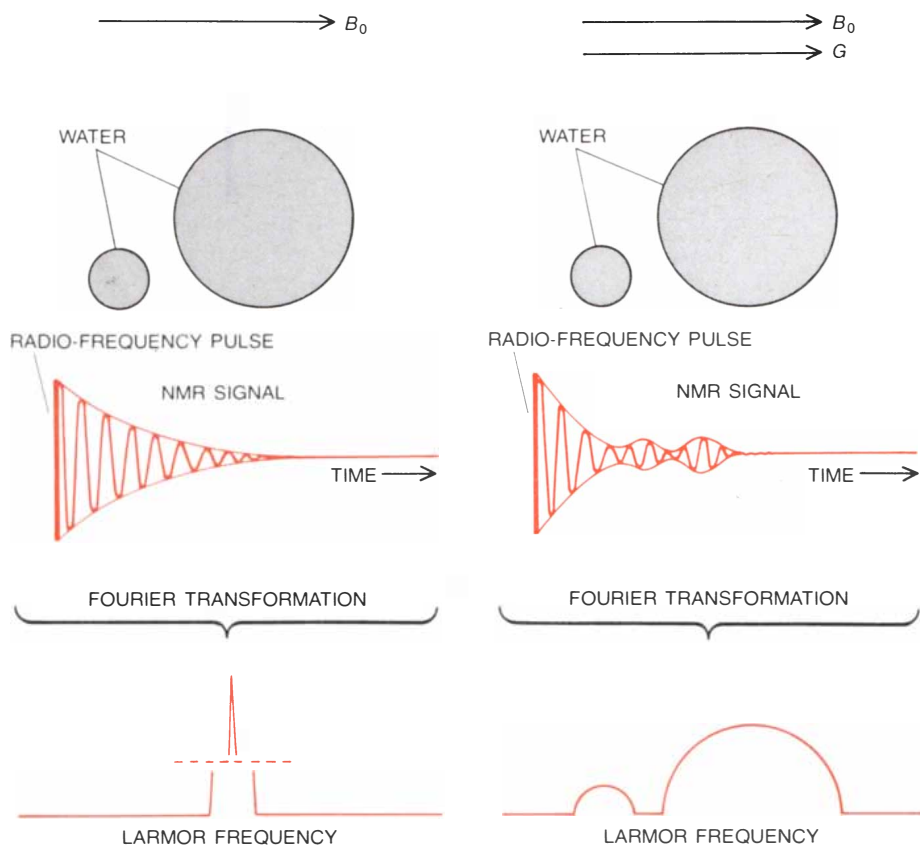 B0
B0
G
WATER
WATER
RADIO-FREQUENCY PULSE
RADIO-FREQUENCY PULSE
NMR SIGNAL
NMR SIGNAL
TIME
TIME
FOURIER TRANSFORMATION
FOURIER TRANSFORMATION
LARMOR FREQUENCY
LARMOR FREQUENCY